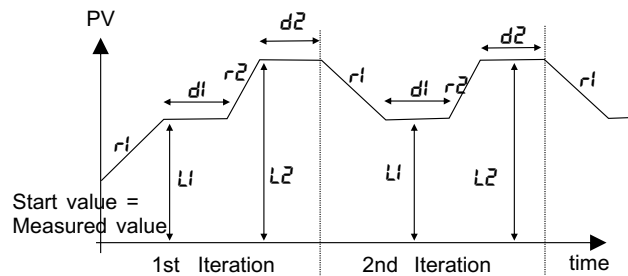 PV
d2
d2
r2
d1
r1
d1
r2
r1
r1
L1
L2
L1
L2
Start value =
Measured value
1st Iteration
2nd Iteration
time